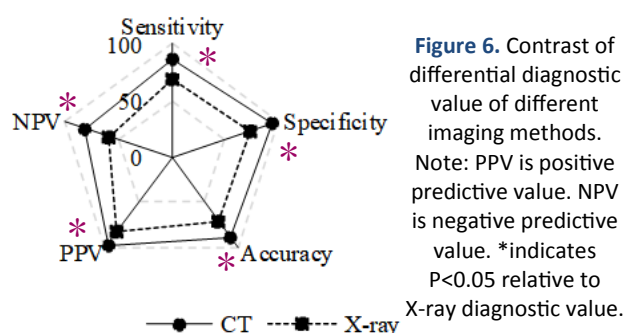 100
Sensitivity
*
*
50
NPV
Specificity
0
*
*
PPV
*
Accuracy
CT
X-ray
Figure 6. Contrast of
differential diagnostic
value of different
imaging methods.
Note: PPV is positive
predictive value. NPV
is negative predictive
value. *indicates
P<0.05 relative to
X-ray diagnostic value.